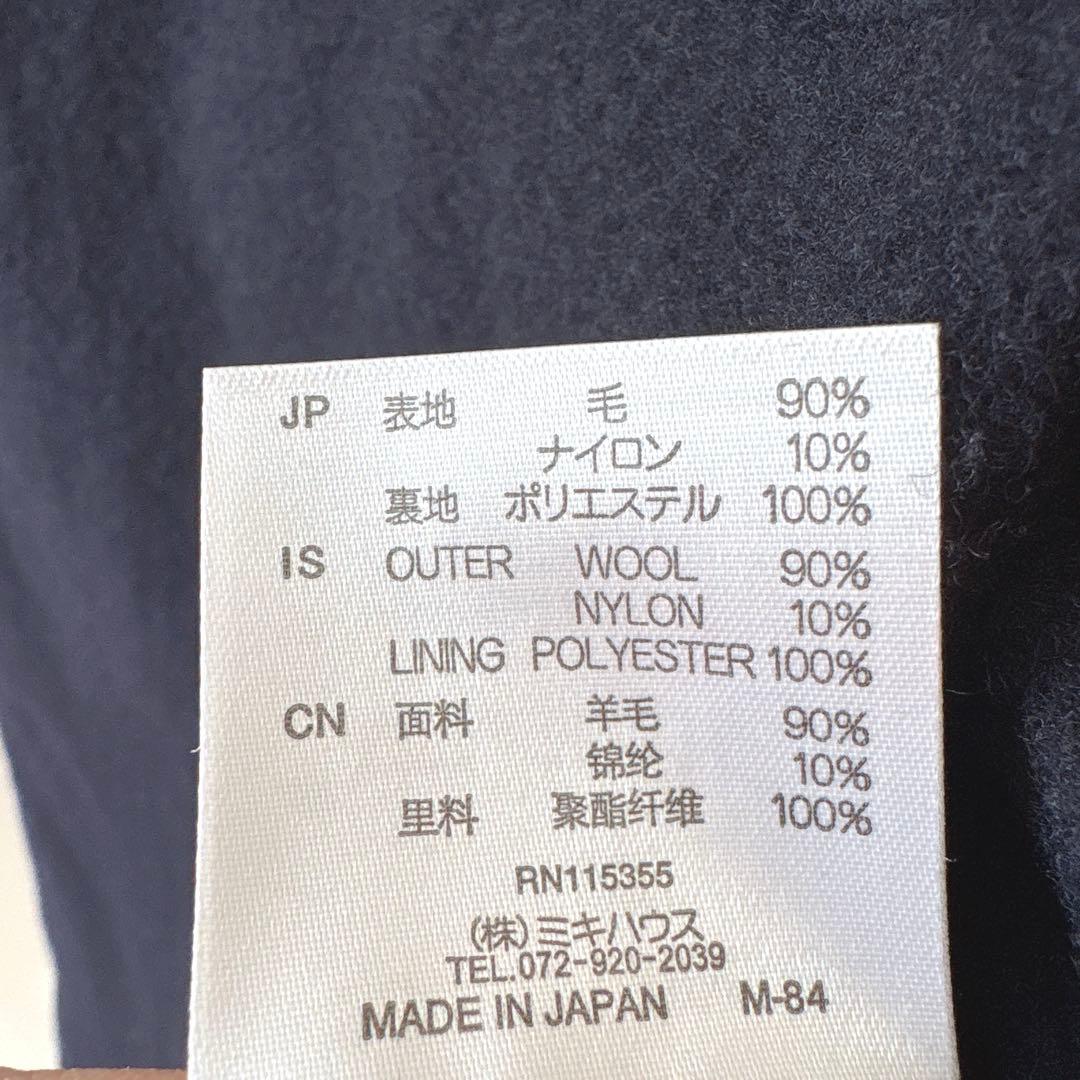 JP 表地 毛 90%
ナイロン 10%
裏地 ポリエステル 100%
IS OUTER WOOL 90%
NYLON 10%
LINING POLYESTER 100%
CN 面料 羊毛 90%
锦纶 10%
里料 聚酯纤维 100%
RN115355
(株)ミキハウス
TEL.072-920-2039
MADE IN JAPAN M-84